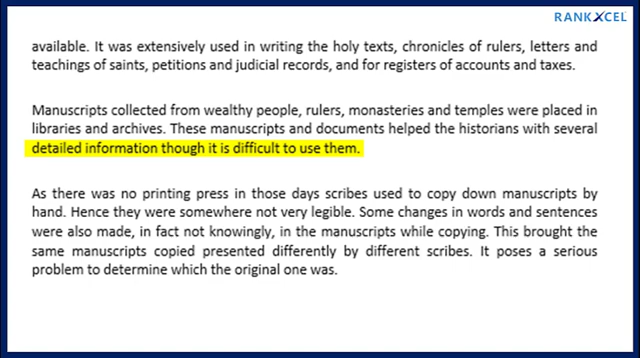 RANKXCEL
available. It was extensively used in writing the holy texts, chronicles of rulers, letters and
teachings of saints, petitions and judicial records, and for registers of accounts and taxes.
Manuscripts collected from wealthy people, rulers, monasteries and temples were placed in
libraries and archives. These manuscripts and documents helped the historians with several
detailed information though it is difficult to use them.
As there was no printing press in those days scribes used to copy down manuscripts by
hand. Hence they were somewhere not very legible. Some changes in words and sentences
were also made, in fact not knowingly, in the manuscripts while copying. This brought the
same manuscripts copied presented differently by different scribes. It poses a serious
problem to determine which the original one was.